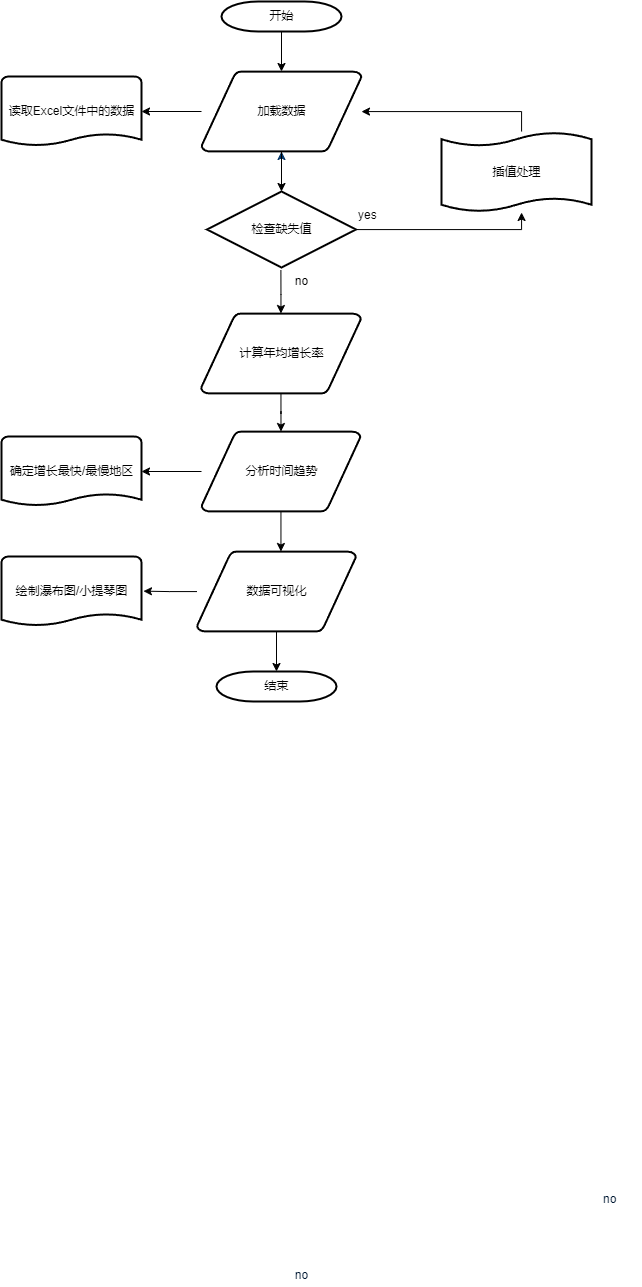 开始
读取Excel文件中的数据
加载数据
插值处理
yes
检查缺失值
no
计算年均增长率
确定增长最快/最慢地区
分析时间趋势
绘制瀑布图/小提琴图
数据可视化
结束
no
no